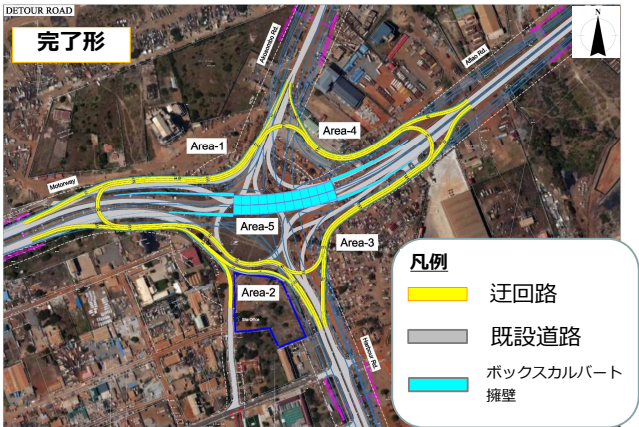 DETOUR ROAD
完了形
N
Akosombo Rd.
Aflao Rd.
Area-4
Area-1
Motorway
Area-5
Area-3
Area-2
Site Office
Harbour Rd.
凡例
迂回路
既設道路
ボックスカルバート
擁壁